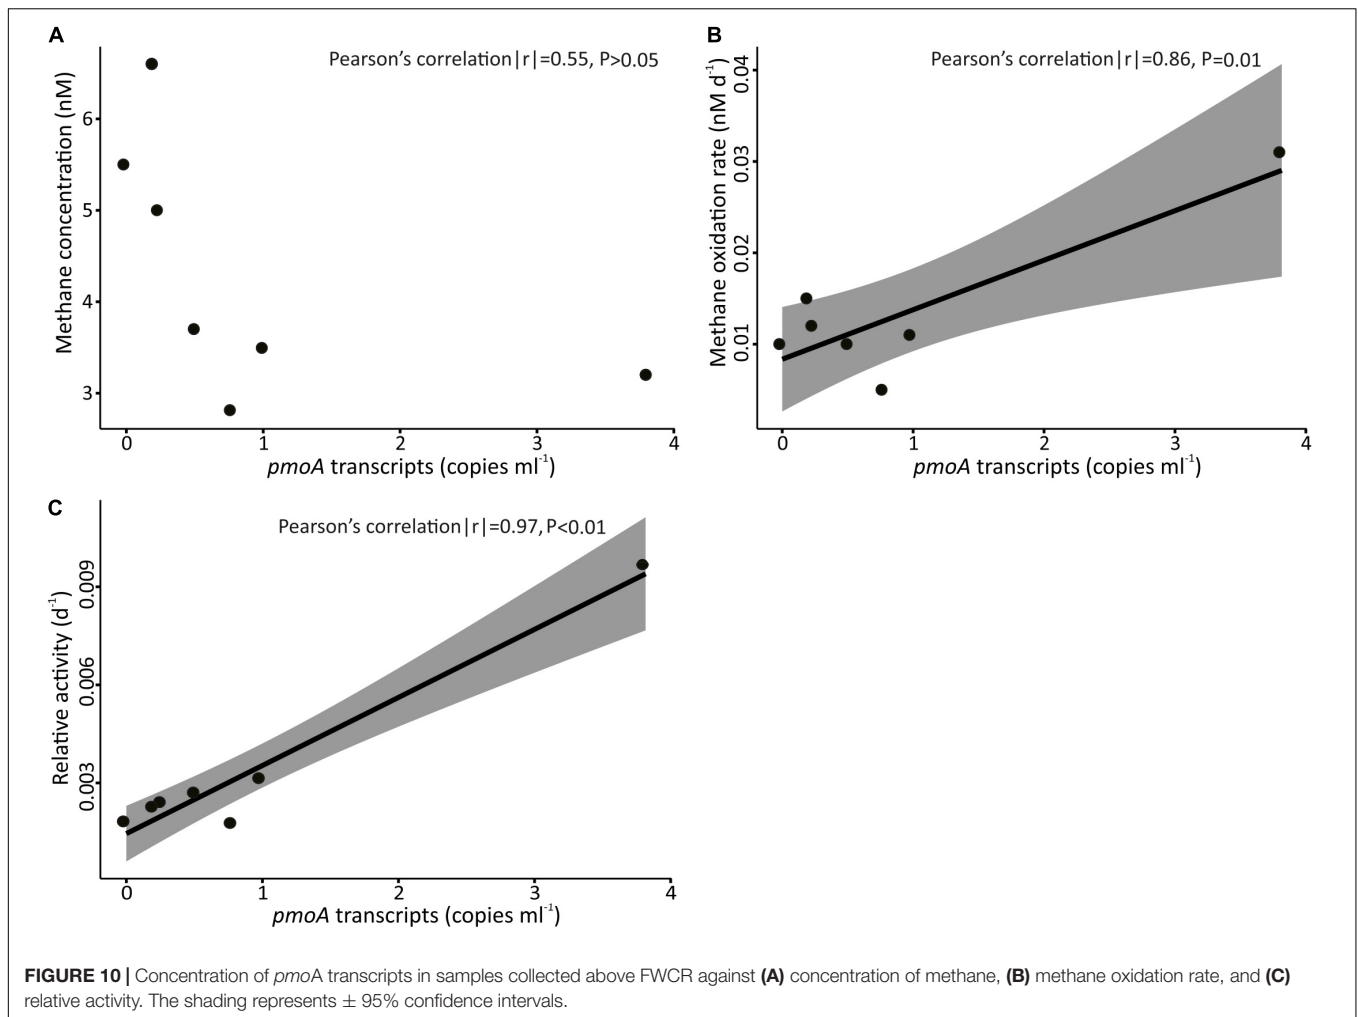 A
Pearson's correlation|r|=0.55, P>0.05
Methane concentration (nM)
6
5
4
3
0 1 2 3 4
pmoA transcripts (copies ml⁻¹)
B
Pearson's correlation|r|=0.86, P=0.01
Methane oxidation rate (nM d⁻¹)
0.04
0.03
0.02
0.01
0 1 2 3 4
pmoA transcripts (copies ml⁻¹)
C
Pearson's correlation|r|=0.97, P<0.01
Relative activity (d⁻¹)
0.009
0.006
0.003
0 1 2 3 4
pmoA transcripts (copies ml⁻¹)
FIGURE 10 | Concentration of pmoA transcripts in samples collected above FWCR against (A) concentration of methane, (B) methane oxidation rate, and (C)
relative activity. The shading represents ± 95% confidence intervals.